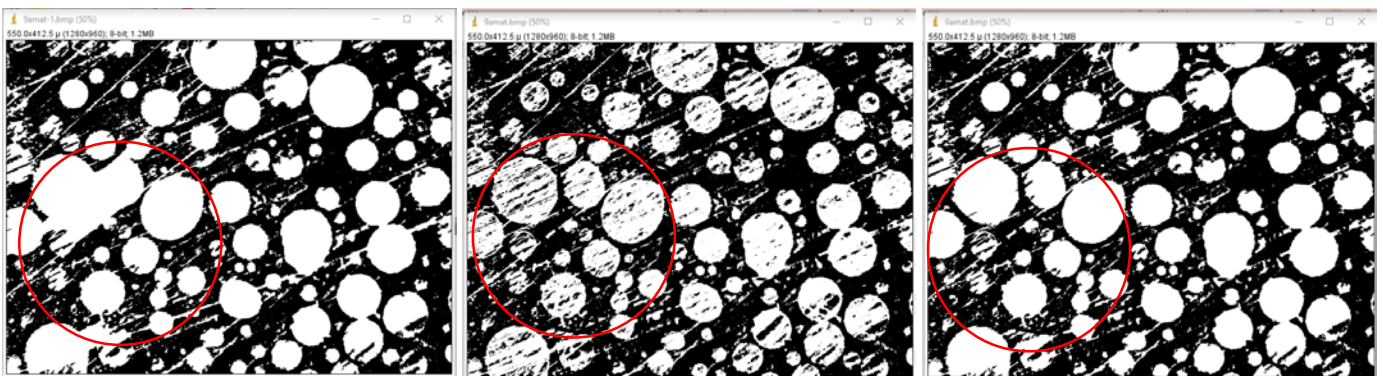 9amat-1.bmp (50%)
550.0x412.5 µ (1280x960); 8-bit; 1.2MB
9amat.bmp (50%)
550.0x412.5 µ (1280x960); 8-bit; 1.2MB
9amat.bmp (50%)
550.0x412.5 µ (1280x960); 8-bit; 1.2MB